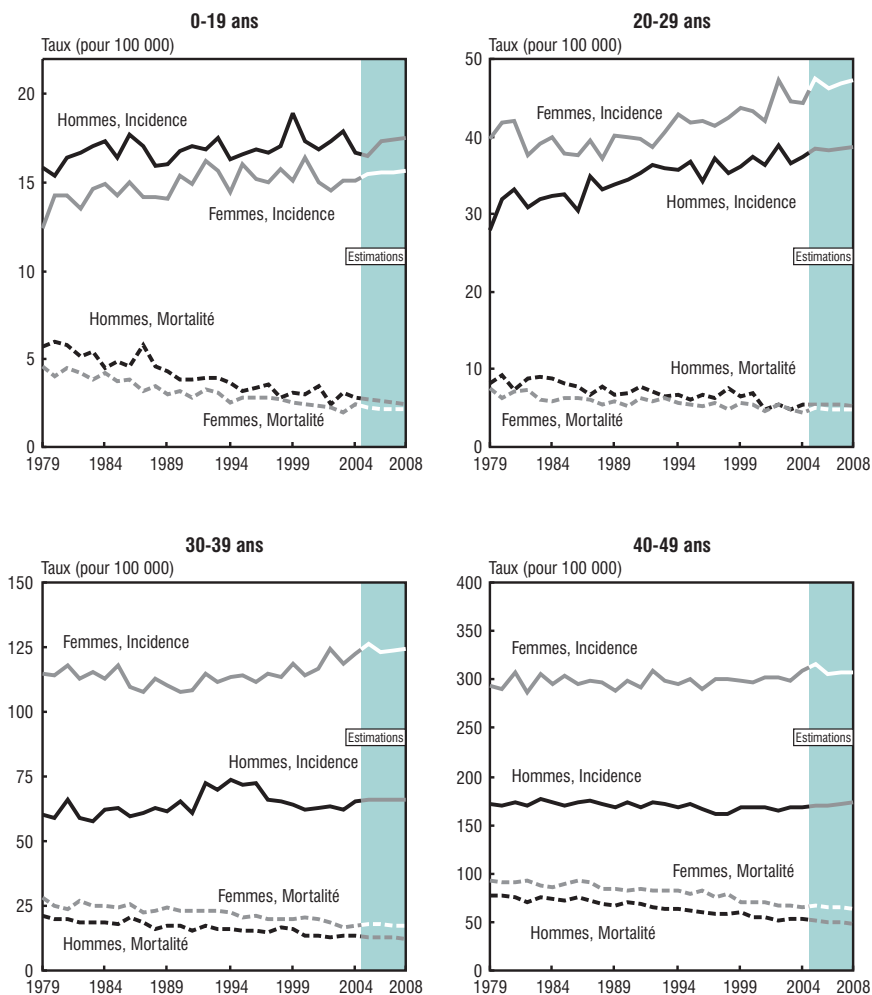 0-19 ans
Taux (pour 100 000)
20
15
10
5
0
Hommes, Incidence
Femmes, Incidence
Estimations
Hommes, Mortalité
Femmes, Mortalité
1979 1984 1989 1994 1999 2004 2008
20-29 ans
Taux (pour 100 000)
50
40
30
20
10
0
Femmes, Incidence
Hommes, Incidence
Estimations
Hommes, Mortalité
Femmes, Mortalité
1979 1984 1989 1994 1999 2004 2008
30-39 ans
Taux (pour 100 000)
150
125
100
75
50
25
0
Femmes, Incidence
Estimations
Hommes, Incidence
Femmes, Mortalité
Hommes, Mortalité
1979 1984 1989 1994 1999 2004 2008
40-49 ans
Taux (pour 100 000)
400
350
300
250
200
150
100
50
0
Femmes, Incidence
Estimations
Hommes, Incidence
Femmes, Mortalité
Hommes, Mortalité
1979 1984 1989 1994 1999 2004 2008